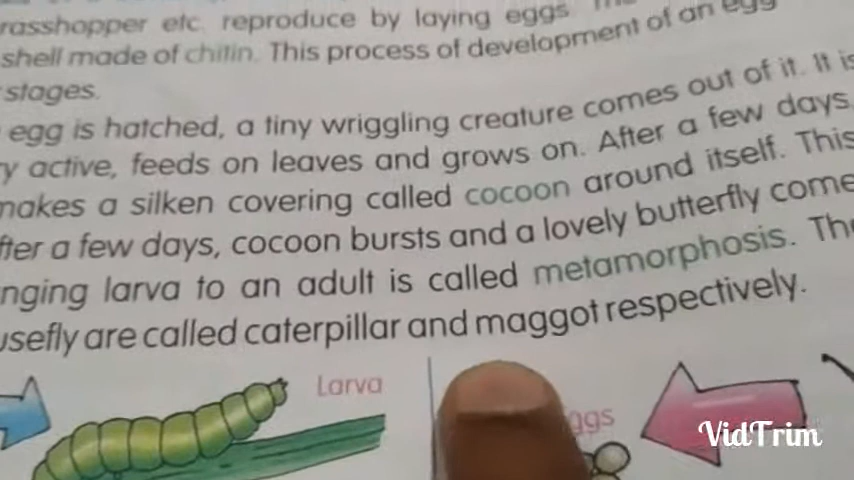 rasshopper etc. reproduce by laying eggs.
shell made of chitin. This process of development of an egg
stages.
egg is hatched, a tiny wriggling creature comes out of it. It is
y active, feeds on leaves and grows on. After a few days,
makes a silken covering called cocoon around itself. This
fter a few days, cocoon bursts and a lovely butterfly come
nging larva to an adult is called metamorphosis. Th
usefly are called caterpillar and maggot respectively.
Larva
ggs
VidTrim